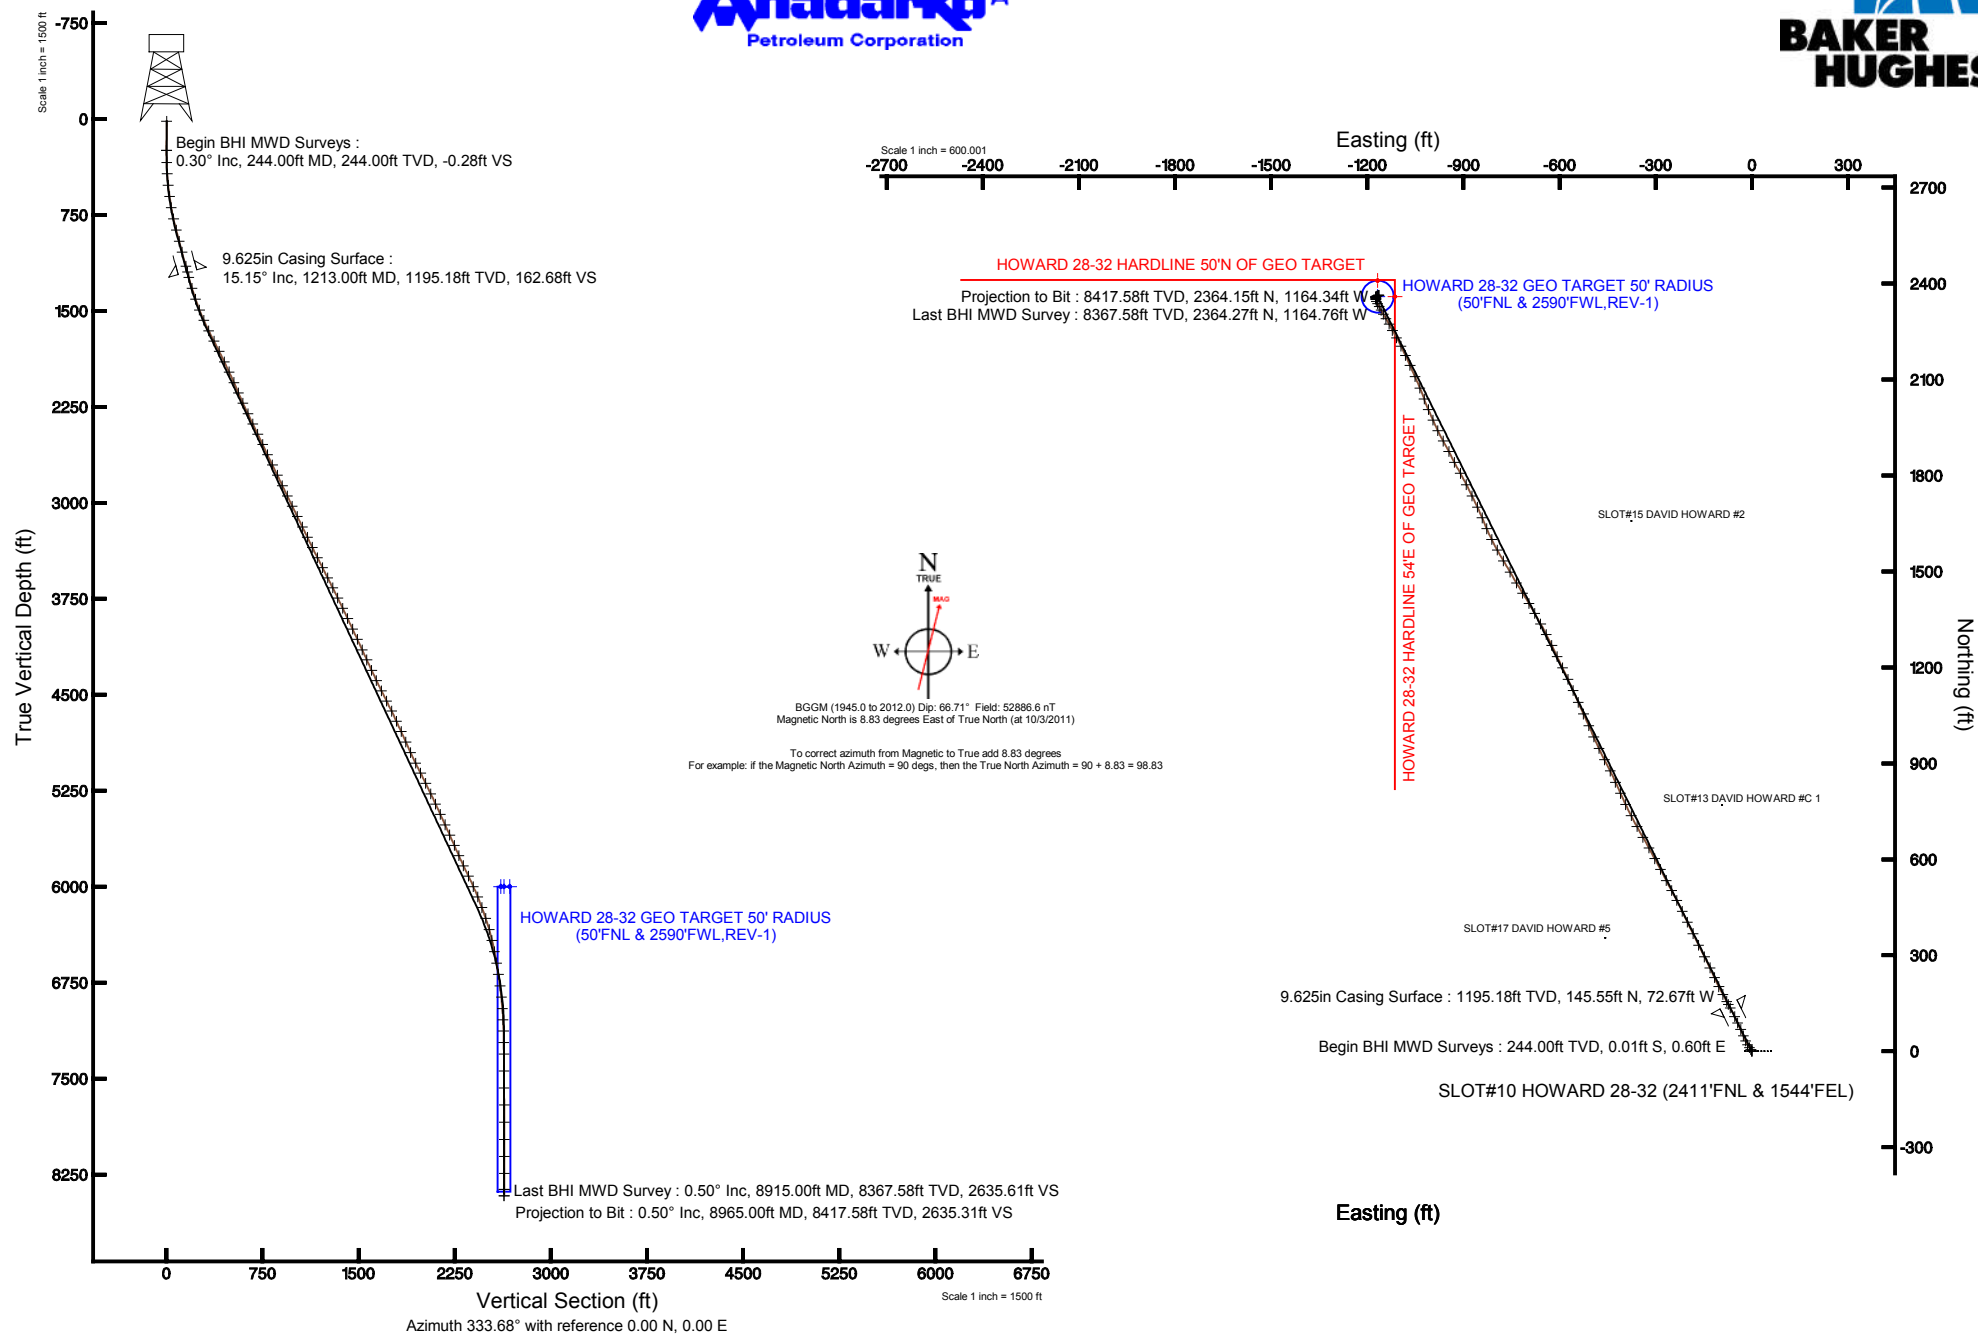 Anadarko
Petroleum Corporation
BAKER
HUGHES
Scale 1 inch = 1500 ft
-750
0
750
1500
2250
3000
3750
4500
5250
6000
6750
7500
8250
True Vertical Depth (ft)
Begin BHI MWD Surveys :
0.30° Inc, 244.00ft MD, 244.00ft TVD, -0.28ft VS
9.625in Casing Surface :
15.15° Inc, 1213.00ft MD, 1195.18ft TVD, 162.68ft VS
HOWARD 28-32 GEO TARGET 50' RADIUS
(50'FNL & 2590'FWL,REV-1)
Last BHI MWD Survey : 0.50° Inc, 8915.00ft MD, 8367.58ft TVD, 2635.61ft VS
Projection to Bit : 0.50° Inc, 8965.00ft MD, 8417.58ft TVD, 2635.31ft VS
0 750 1500 2250 3000 3750 4500 5250 6000 6750
Vertical Section (ft)
Scale 1 inch = 1500 ft
Azimuth 333.68° with reference 0.00 N, 0.00 E
N
TRUE
MAG
W E
BGGM (1945.0 to 2012.0) Dip: 66.71° Field: 52886.6 nT
Magnetic North is 8.83 degrees East of True North (at 10/3/2011)
To correct azimuth from Magnetic to True add 8.83 degrees
For example: if the Magnetic North Azimuth = 90 degs, then the True North Azimuth = 90 + 8.83 = 98.83
Easting (ft)
Scale 1 inch = 600.001
-2700 -2400 -2100 -1800 -1500 -1200 -900 -600 -300 0 300
2700
2400
2100
1800
1500
1200
900
600
300
0
-300
Northing (ft)
HOWARD 28-32 HARDLINE 50'N OF GEO TARGET
HOWARD 28-32 GEO TARGET 50' RADIUS
(50'FNL & 2590'FWL,REV-1)
Projection to Bit : 8417.58ft TVD, 2364.15ft N, 1164.34ft W
Last BHI MWD Survey : 8367.58ft TVD, 2364.27ft N, 1164.76ft W
HOWARD 28-32 HARDLINE 54'E OF GEO TARGET
SLOT#15 DAVID HOWARD #2
SLOT#13 DAVID HOWARD #C 1
SLOT#17 DAVID HOWARD #5
9.625in Casing Surface : 1195.18ft TVD, 145.55ft N, 72.67ft W
Begin BHI MWD Surveys : 244.00ft TVD, 0.01ft S, 0.60ft E
SLOT#10 HOWARD 28-32 (2411'FNL & 1544'FEL)
Easting (ft)